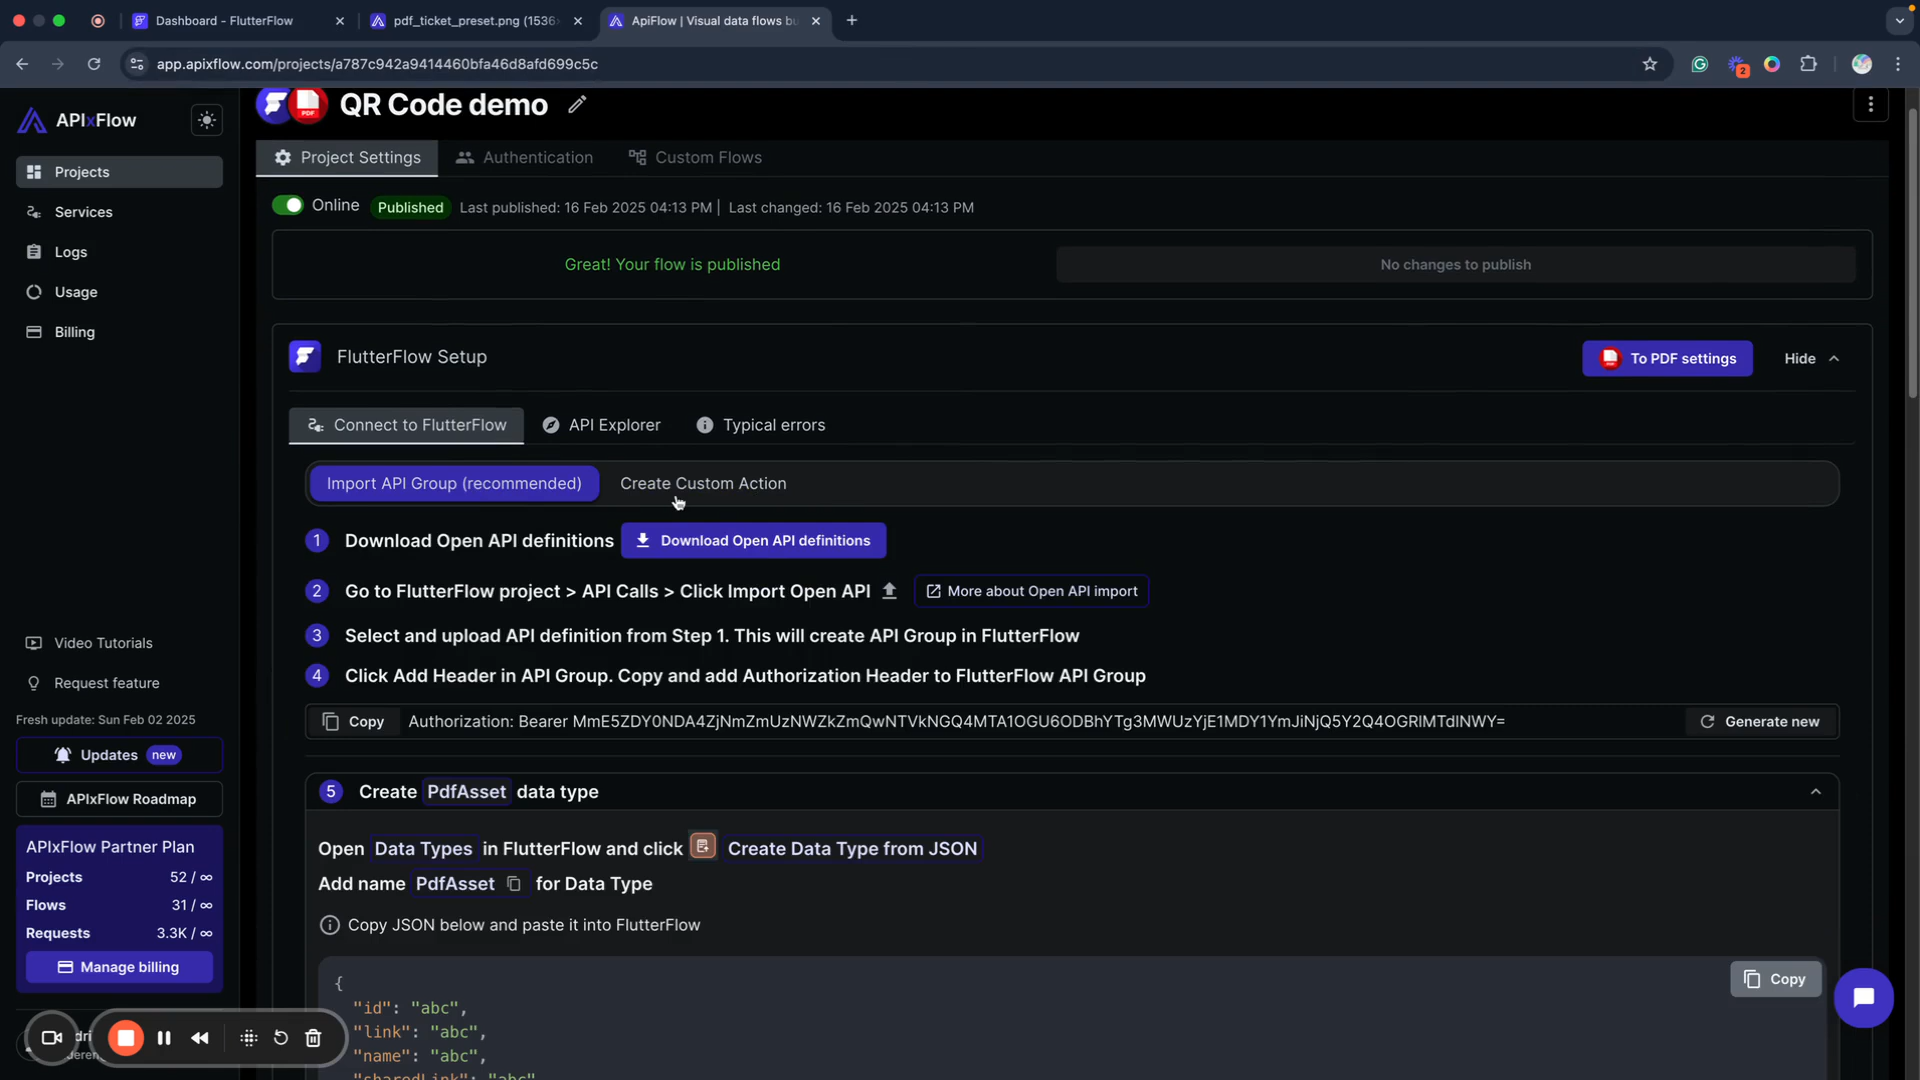 Dashboard - FlutterFlow
pdf_ticket_preset.png (1536
ApiFlow | Visual data flows bu
app.apixflow.com/projects/a787c942a9414460bfa46d8afd699c5c
2
APIxFlow
Projects
Services
Logs
Usage
Billing
Video Tutorials
Request feature
Fresh update: Sun Feb 02 2025
Updates new
APIxFlow Roadmap
APIxFlow Partner Plan
Projects 52 / ∞
Flows 31 / ∞
Requests 3.3K / ∞
Manage billing
PDF
QR Code demo
Project Settings
Authentication
Custom Flows
Online
Published
Last published: 16 Feb 2025 04:13 PM | Last changed: 16 Feb 2025 04:13 PM
Great! Your flow is published
No changes to publish
FlutterFlow Setup
To PDF settings
Hide
Connect to FlutterFlow
API Explorer
Typical errors
Import API Group (recommended)
Create Custom Action
1 Download Open API definitions
Download Open API definitions
2 Go to FlutterFlow project > API Calls > Click Import Open API
More about Open API import
3 Select and upload API definition from Step 1. This will create API Group in FlutterFlow
4 Click Add Header in API Group. Copy and add Authorization Header to FlutterFlow API Group
Copy
Generate new
5 Create PdfAsset data type
Open Data Types in FlutterFlow and click Create Data Type from JSON
Add name PdfAsset for Data Type
Copy JSON below and paste it into FlutterFlow
Copy
{
"id": "abc",
"link": "abc",
"name": "abc",
"sharedLink": "abc"